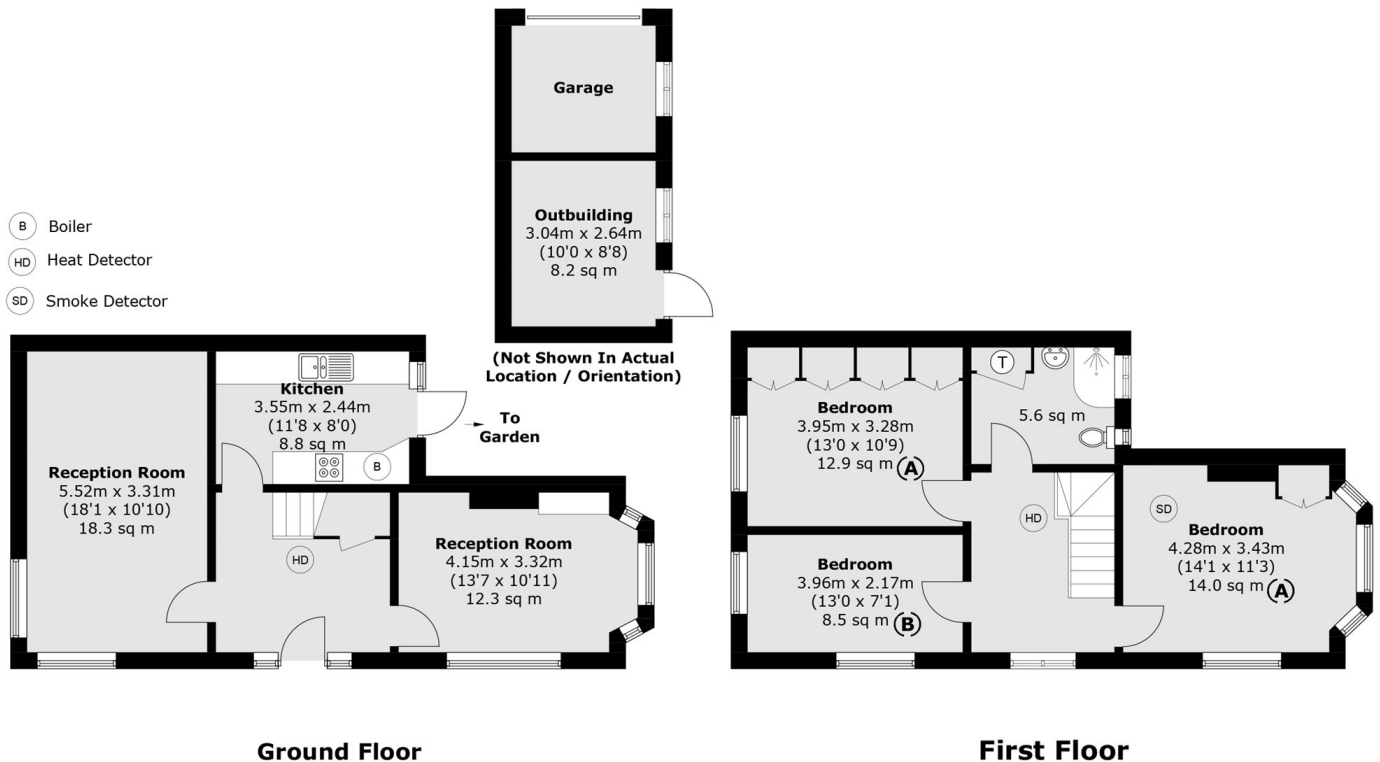 Garage
Outbuilding
3.04m x 2.64m
(10'0 x 8'8)
8.2 sq m
(Not Shown In Actual
Location / Orientation)
B Boiler
HD Heat Detector
SD Smoke Detector
Kitchen
3.55m x 2.44m
(11'8 x 8'0)
8.8 sq m
B
To
Garden
Reception Room
5.52m x 3.31m
(18'1 x 10'10)
18.3 sq m
HD
Reception Room
4.15m x 3.32m
(13'7 x 10'11)
12.3 sq m
Ground Floor
Bedroom
3.95m x 3.28m
(13'0 x 10'9)
12.9 sq m (A)
T
5.6 sq m
HD
SD
Bedroom
4.28m x 3.43m
(14'1 x 11'3)
14.0 sq m (A)
Bedroom
3.96m x 2.17m
(13'0 x 7'1)
8.5 sq m (B)
First Floor